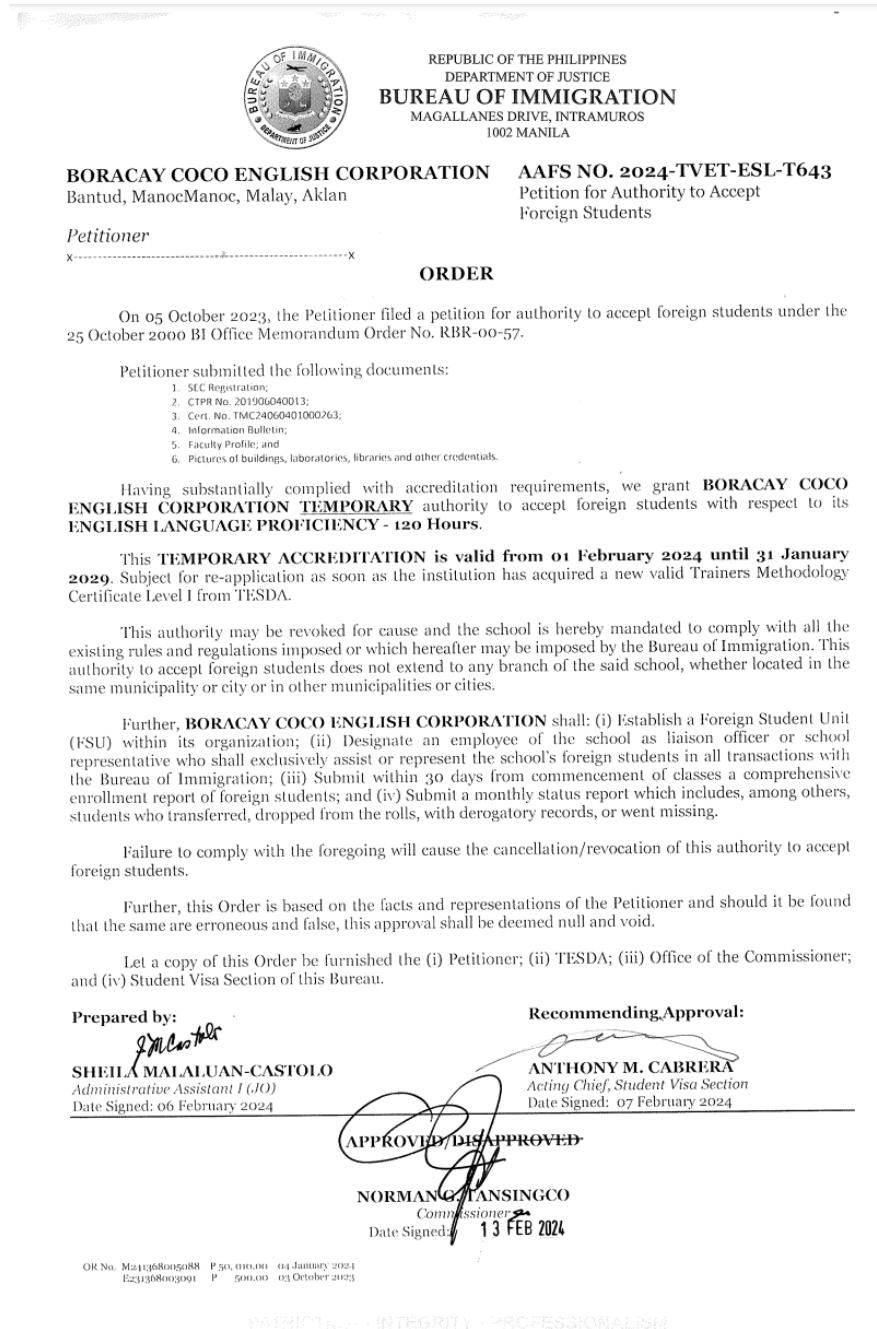 BUREAU OF IMMIGRATION
DEPARTMENT OF JUSTICE
REPUBLIC OF THE PHILIPPINES
DEPARTMENT OF JUSTICE
BUREAU OF IMMIGRATION
MAGALLANES DRIVE, INTRAMUROS
1002 MANILA
BORACAY COCO ENGLISH CORPORATION
Bantud, ManocManoc, Malay, Aklan
AAFS NO. 2024-TVET-ESL-T643
Petition for Authority to Accept
Foreign Students
Petitioner
x------------------------------------------------------x
ORDER
On 05 October 2023, the Petitioner filed a petition for authority to accept foreign students under the
25 October 2000 BI Office Memorandum Order No. RBR-00-57.
Petitioner submitted the following documents:
1. SEC Registration;
2. CTPR No. 201906040013;
3. Cert. No. TMC24060401000263;
4. Information Bulletin;
5. Faculty Profile; and
6. Pictures of buildings, laboratories, libraries and other credentials.
Having substantially complied with accreditation requirements, we grant BORACAY COCO
ENGLISH CORPORATION TEMPORARY authority to accept foreign students with respect to its
ENGLISH LANGUAGE PROFICIENCY - 120 Hours.
This TEMPORARY ACCREDITATION is valid from 01 February 2024 until 31 January
2029. Subject for re-application as soon as the institution has acquired a new valid Trainers Methodology
Certificate Level I from TESDA.
This authority may be revoked for cause and the school is hereby mandated to comply with all the
existing rules and regulations imposed or which hereafter may be imposed by the Bureau of Immigration. This
authority to accept foreign students does not extend to any branch of the said school, whether located in the
same municipality or city or in other municipalities or cities.
Further, BORACAY COCO ENGLISH CORPORATION shall: (i) Establish a Foreign Student Unit
(FSU) within its organization; (ii) Designate an employee of the school as liaison officer or school
representative who shall exclusively assist or represent the school's foreign students in all transactions with
the Bureau of Immigration; (iii) Submit within 30 days from commencement of classes a comprehensive
enrollment report of foreign students; and (iv) Submit a monthly status report which includes, among others,
students who transferred, dropped from the rolls, with derogatory records, or went missing.
Failure to comply with the foregoing will cause the cancellation/revocation of this authority to accept
foreign students.
Further, this Order is based on the facts and representations of the Petitioner and should it be found
that the same are erroneous and false, this approval shall be deemed null and void.
Let a copy of this Order be furnished the (i) Petitioner; (ii) TESDA; (iii) Office of the Commissioner;
and (iv) Student Visa Section of this Bureau.
Prepared by:
SHEILA MALALUAN-CASTOLO
Administrative Assistant I (JO)
Date Signed: 06 February 2024
Recommending Approval:
ANTHONY M. CABRERA
Acting Chief, Student Visa Section
Date Signed: 07 February 2024
APPROVED/DISAPPROVED
NORMAN G. TANSINGCO
Commissioner
Date Signed: 13 FEB 2024
OR No. M241368005088 P 50, 010.00 04 January 2024
E231368003091 P 500.00 03 October 2023
INTEGRITY - PROFESSIONALISM